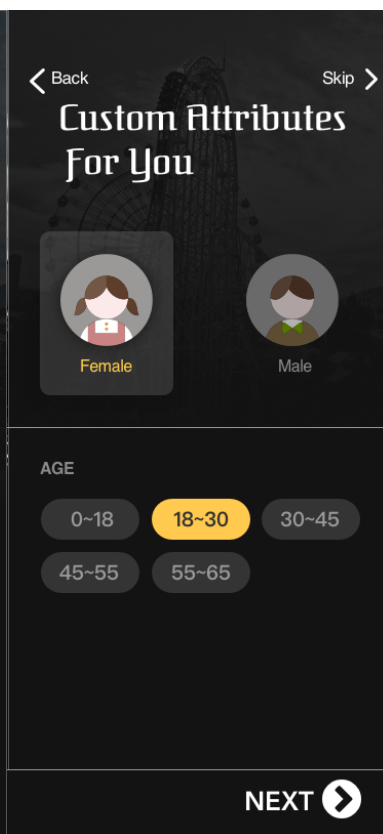 Back Skip
Custom Attributes
For You
Female Male
AGE
0~18 18~30 30~45
45~55 55~65
NEXT